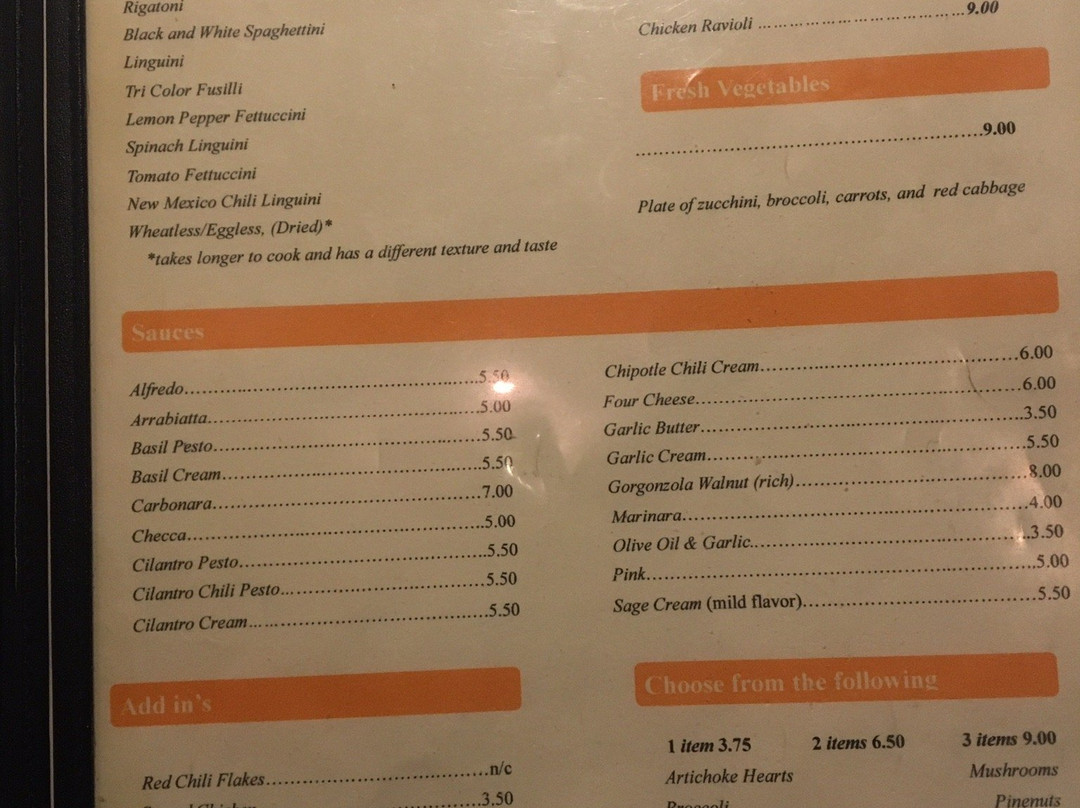 Rigatoni
Black and White Spaghettini
Linguini
Tri Color Fusilli
Lemon Pepper Fettuccini
Spinach Linguini
Tomato Fettuccini
New Mexico Chili Linguini
Wheatless/Eggless, (Dried)*
*takes longer to cook and has a different texture and taste
Chicken Ravioli ..................................................9.00
Fresh Vegetables
..................................................9.00
Plate of zucchini, broccoli, carrots, and red cabbage
Sauces
Alfredo..................................................5.50
Arrabiatta..................................................5.00
Basil Pesto..................................................5.50
Basil Cream..................................................5.50
Carbonara..................................................7.00
Checca..................................................5.00
Cilantro Pesto..................................................5.50
Cilantro Chili Pesto..................................................5.50
Cilantro Cream..................................................5.50
Chipotle Chili Cream..................................................6.00
Four Cheese..................................................6.00
Garlic Butter..................................................3.50
Garlic Cream..................................................5.50
Gorgonzola Walnut (rich)..................................................8.00
Marinara..................................................4.00
Olive Oil & Garlic..................................................3.50
Pink..................................................5.00
Sage Cream (mild flavor)..................................................5.50
Add in's
Red Chili Flakes..................................................n/c
Chicken..................................................3.50
Choose from the following
1 item 3.75 2 items 6.50 3 items 9.00
Artichoke Hearts Mushrooms
Broccoli Pinenuts